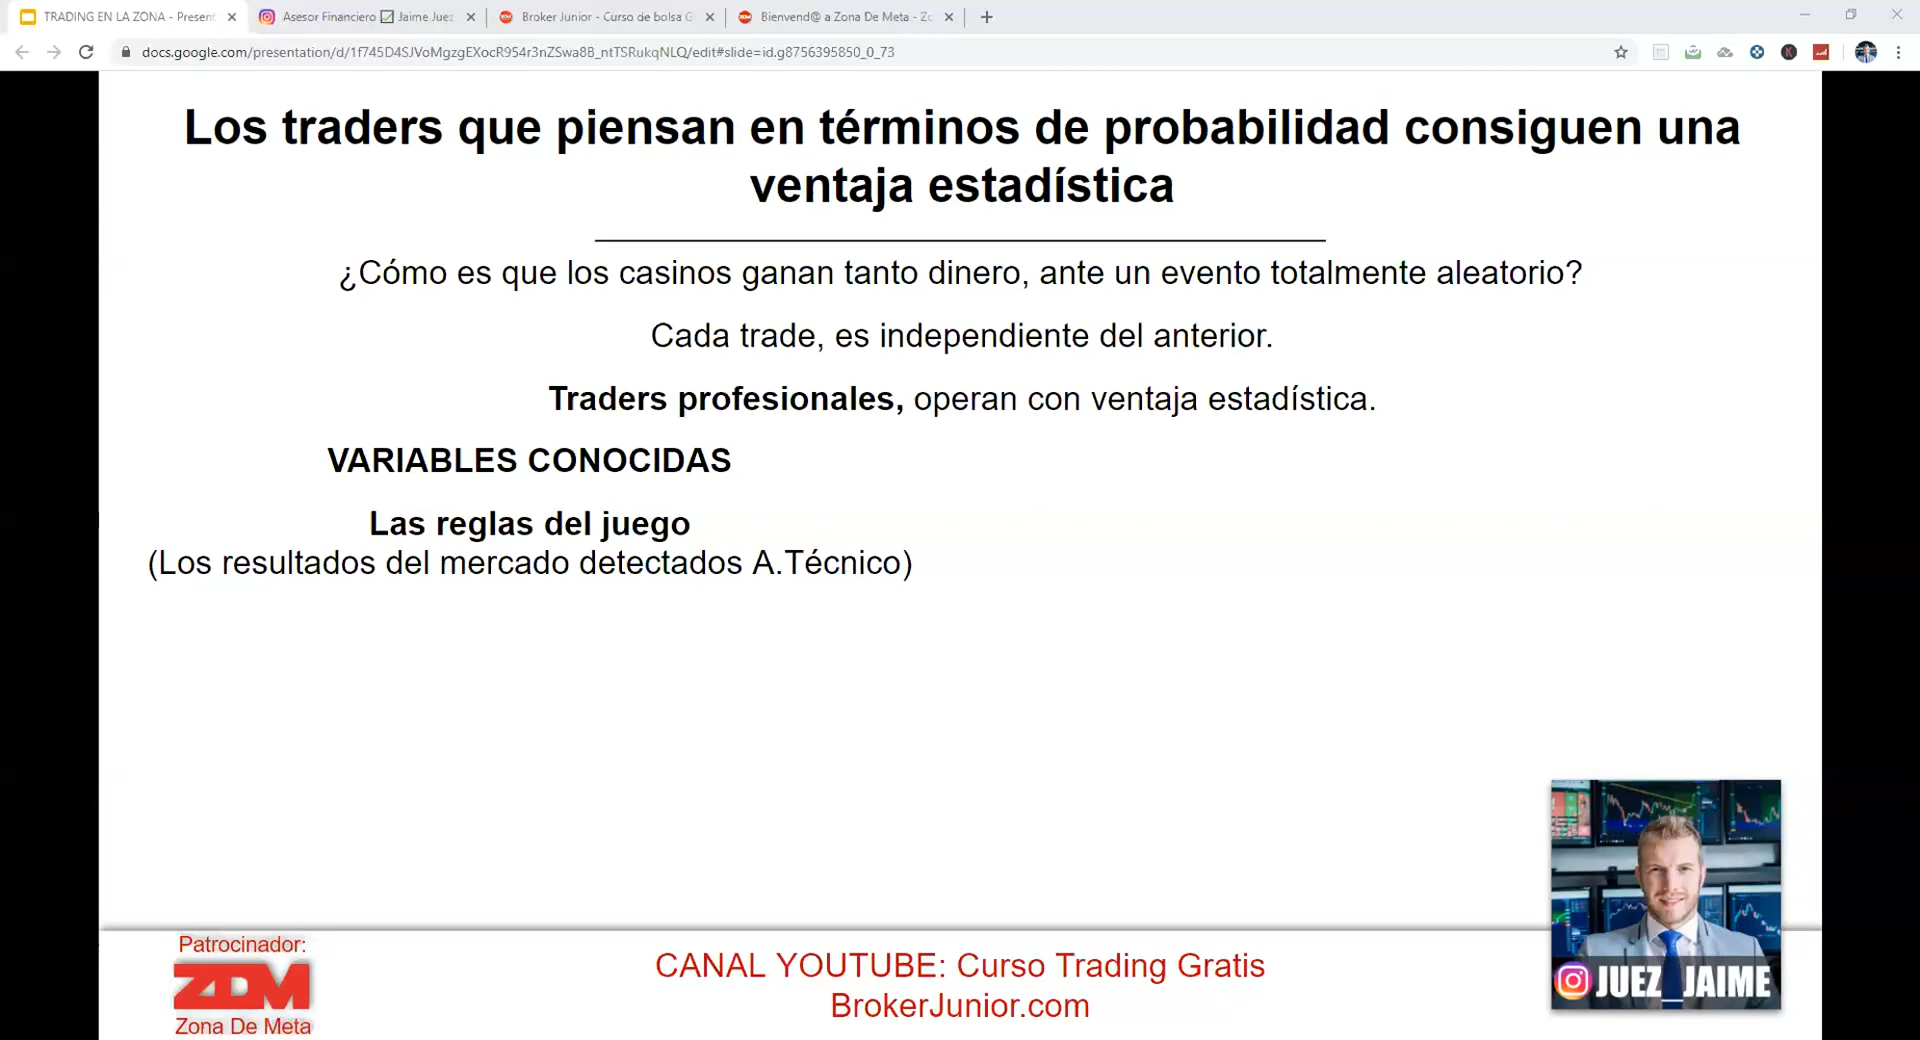 TRADING EN LA ZONA - Present
Asesor Financiero ✅ Jaime Juez
Broker Junior - Curso de bolsa G
Bienvend@ a Zona De Meta - Zo
docs.google.com/presentation/d/1f745D4SJVoMgzgEXocR954r3nZSwa8B_ntTSRukqNLQ/edit#slide=id.g8756395850_0_73
Los traders que piensan en términos de probabilidad consiguen una
ventaja estadística
¿Cómo es que los casinos ganan tanto dinero, ante un evento totalmente aleatorio?
Cada trade, es independiente del anterior.
Traders profesionales, operan con ventaja estadística.
VARIABLES CONOCIDAS
Las reglas del juego
(Los resultados del mercado detectados A.Técnico)
Patrocinador:
ZDM
Zona De Meta
CANAL YOUTUBE: Curso Trading Gratis
BrokerJunior.com
JUEZ_JAIME